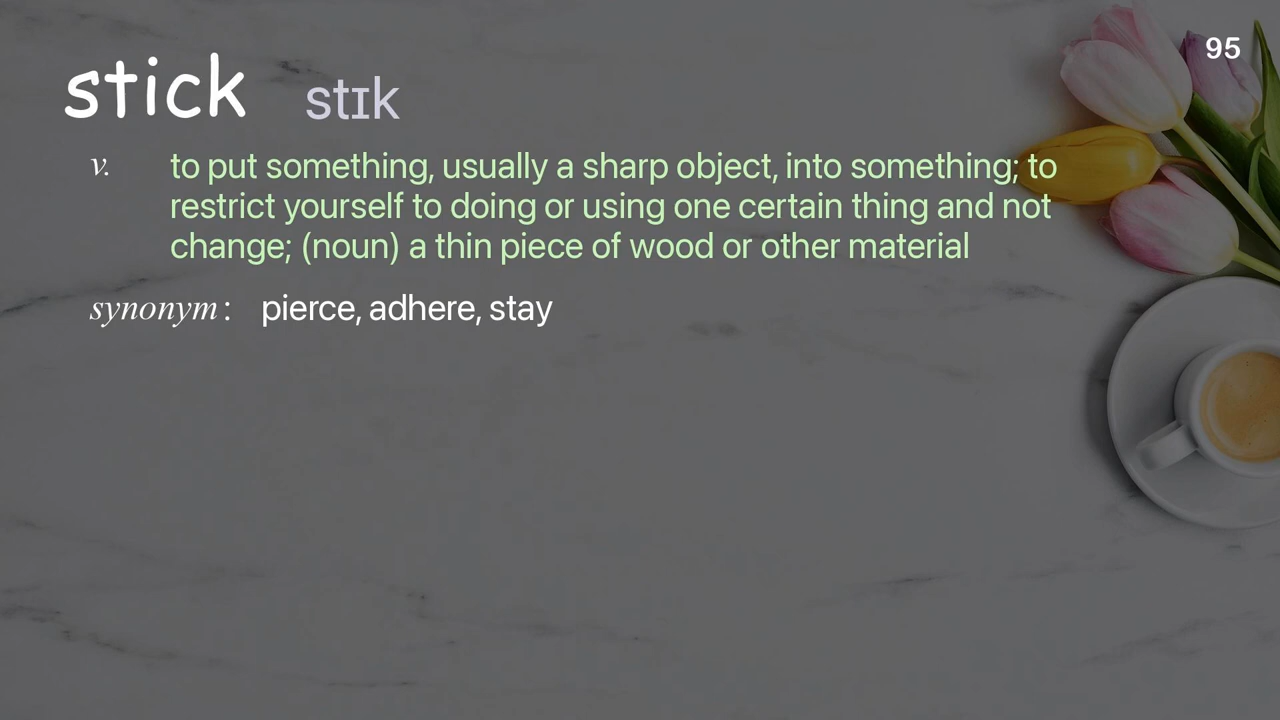 95
stick stɪk
v. to put something, usually a sharp object, into something; to
restrict yourself to doing or using one certain thing and not
change; (noun) a thin piece of wood or other material
synonym: pierce, adhere, stay